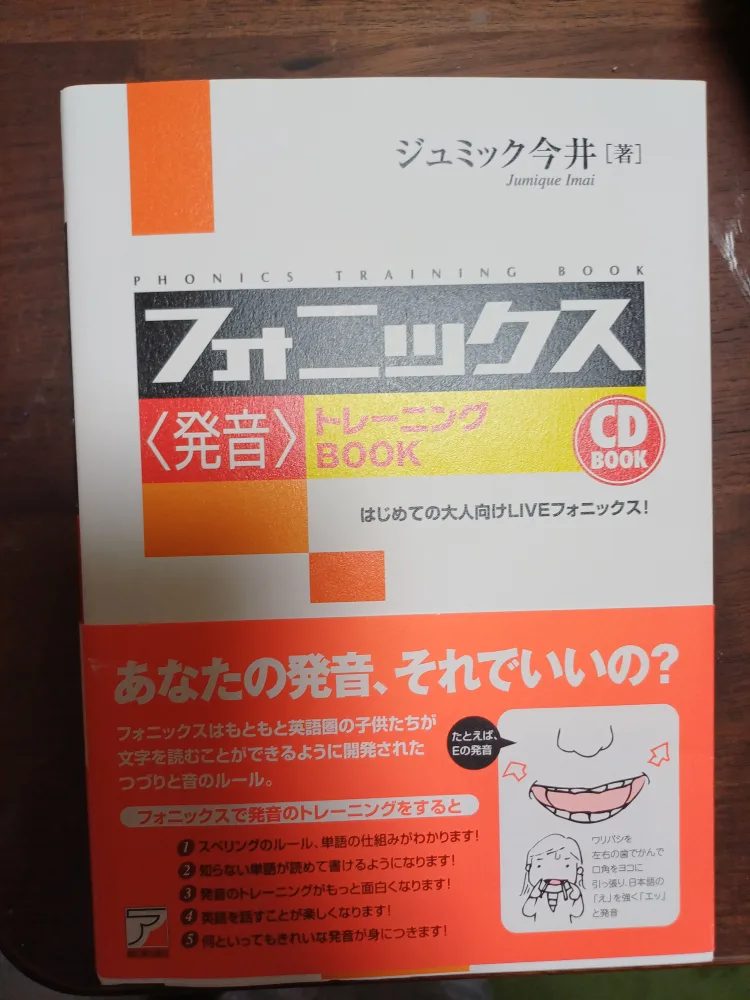 ジュミック今井[著]
Jumique Imai
PHONICS TRAINING BOOK
フォニックス
〈発音〉
トレーニング
BOOK
CD
BOOK
はじめての大人向けLIVEフォニックス!
あなたの発音、それでいいの?
フォニックスはもともと英語圏の子供たちが
文字を読むことができるように開発された
つづりと音のルール。
たとえば、
Eの発音
フォニックスで発音のトレーニングをすると
1 スペリングのルール、単語の仕組みがわかります!
2 知らない単語が読めて書けるようになります!
3 発音のトレーニングがもっと面白くなります!
4 英語を話すことが楽しくなります!
5 何といってもきれいな発音が身につきます!
ワリバシを
左右の歯でかんで
口角をヨコに
引っ張り、日本語の
「え」を強く「エッ」
と発音
ア